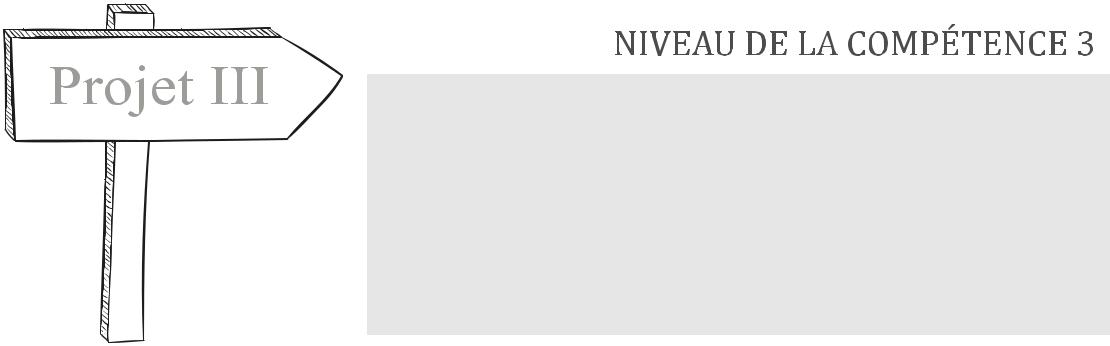 Projet III
NIVEAU DE LA COMPÉTENCE 3